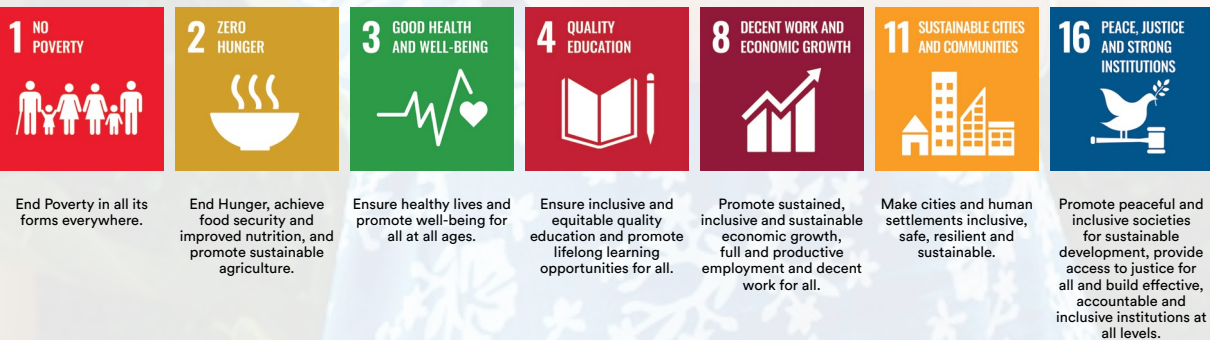 1 NO
POVERTY
End Poverty in all its
forms everywhere.
2 ZERO
HUNGER
End Hunger, achieve
food security and
improved nutrition, and
promote sustainable
agriculture.
3 GOOD HEALTH
AND WELL-BEING
Ensure healthy lives and
promote well-being for
all at all ages.
4 QUALITY
EDUCATION
Ensure inclusive and
equitable quality
education and promote
lifelong learning
opportunities for all.
8 DECENT WORK AND
ECONOMIC GROWTH
Promote sustained,
inclusive and sustainable
economic growth,
full and productive
employment and decent
work for all.
11 SUSTAINABLE CITIES
AND COMMUNITIES
Make cities and human
settlements inclusive,
safe, resilient and
sustainable.
16 PEACE, JUSTICE
AND STRONG
INSTITUTIONS
Promote peaceful and
inclusive societies
for sustainable
development, provide
access to justice for
all and build effective,
accountable and
inclusive institutions at
all levels.